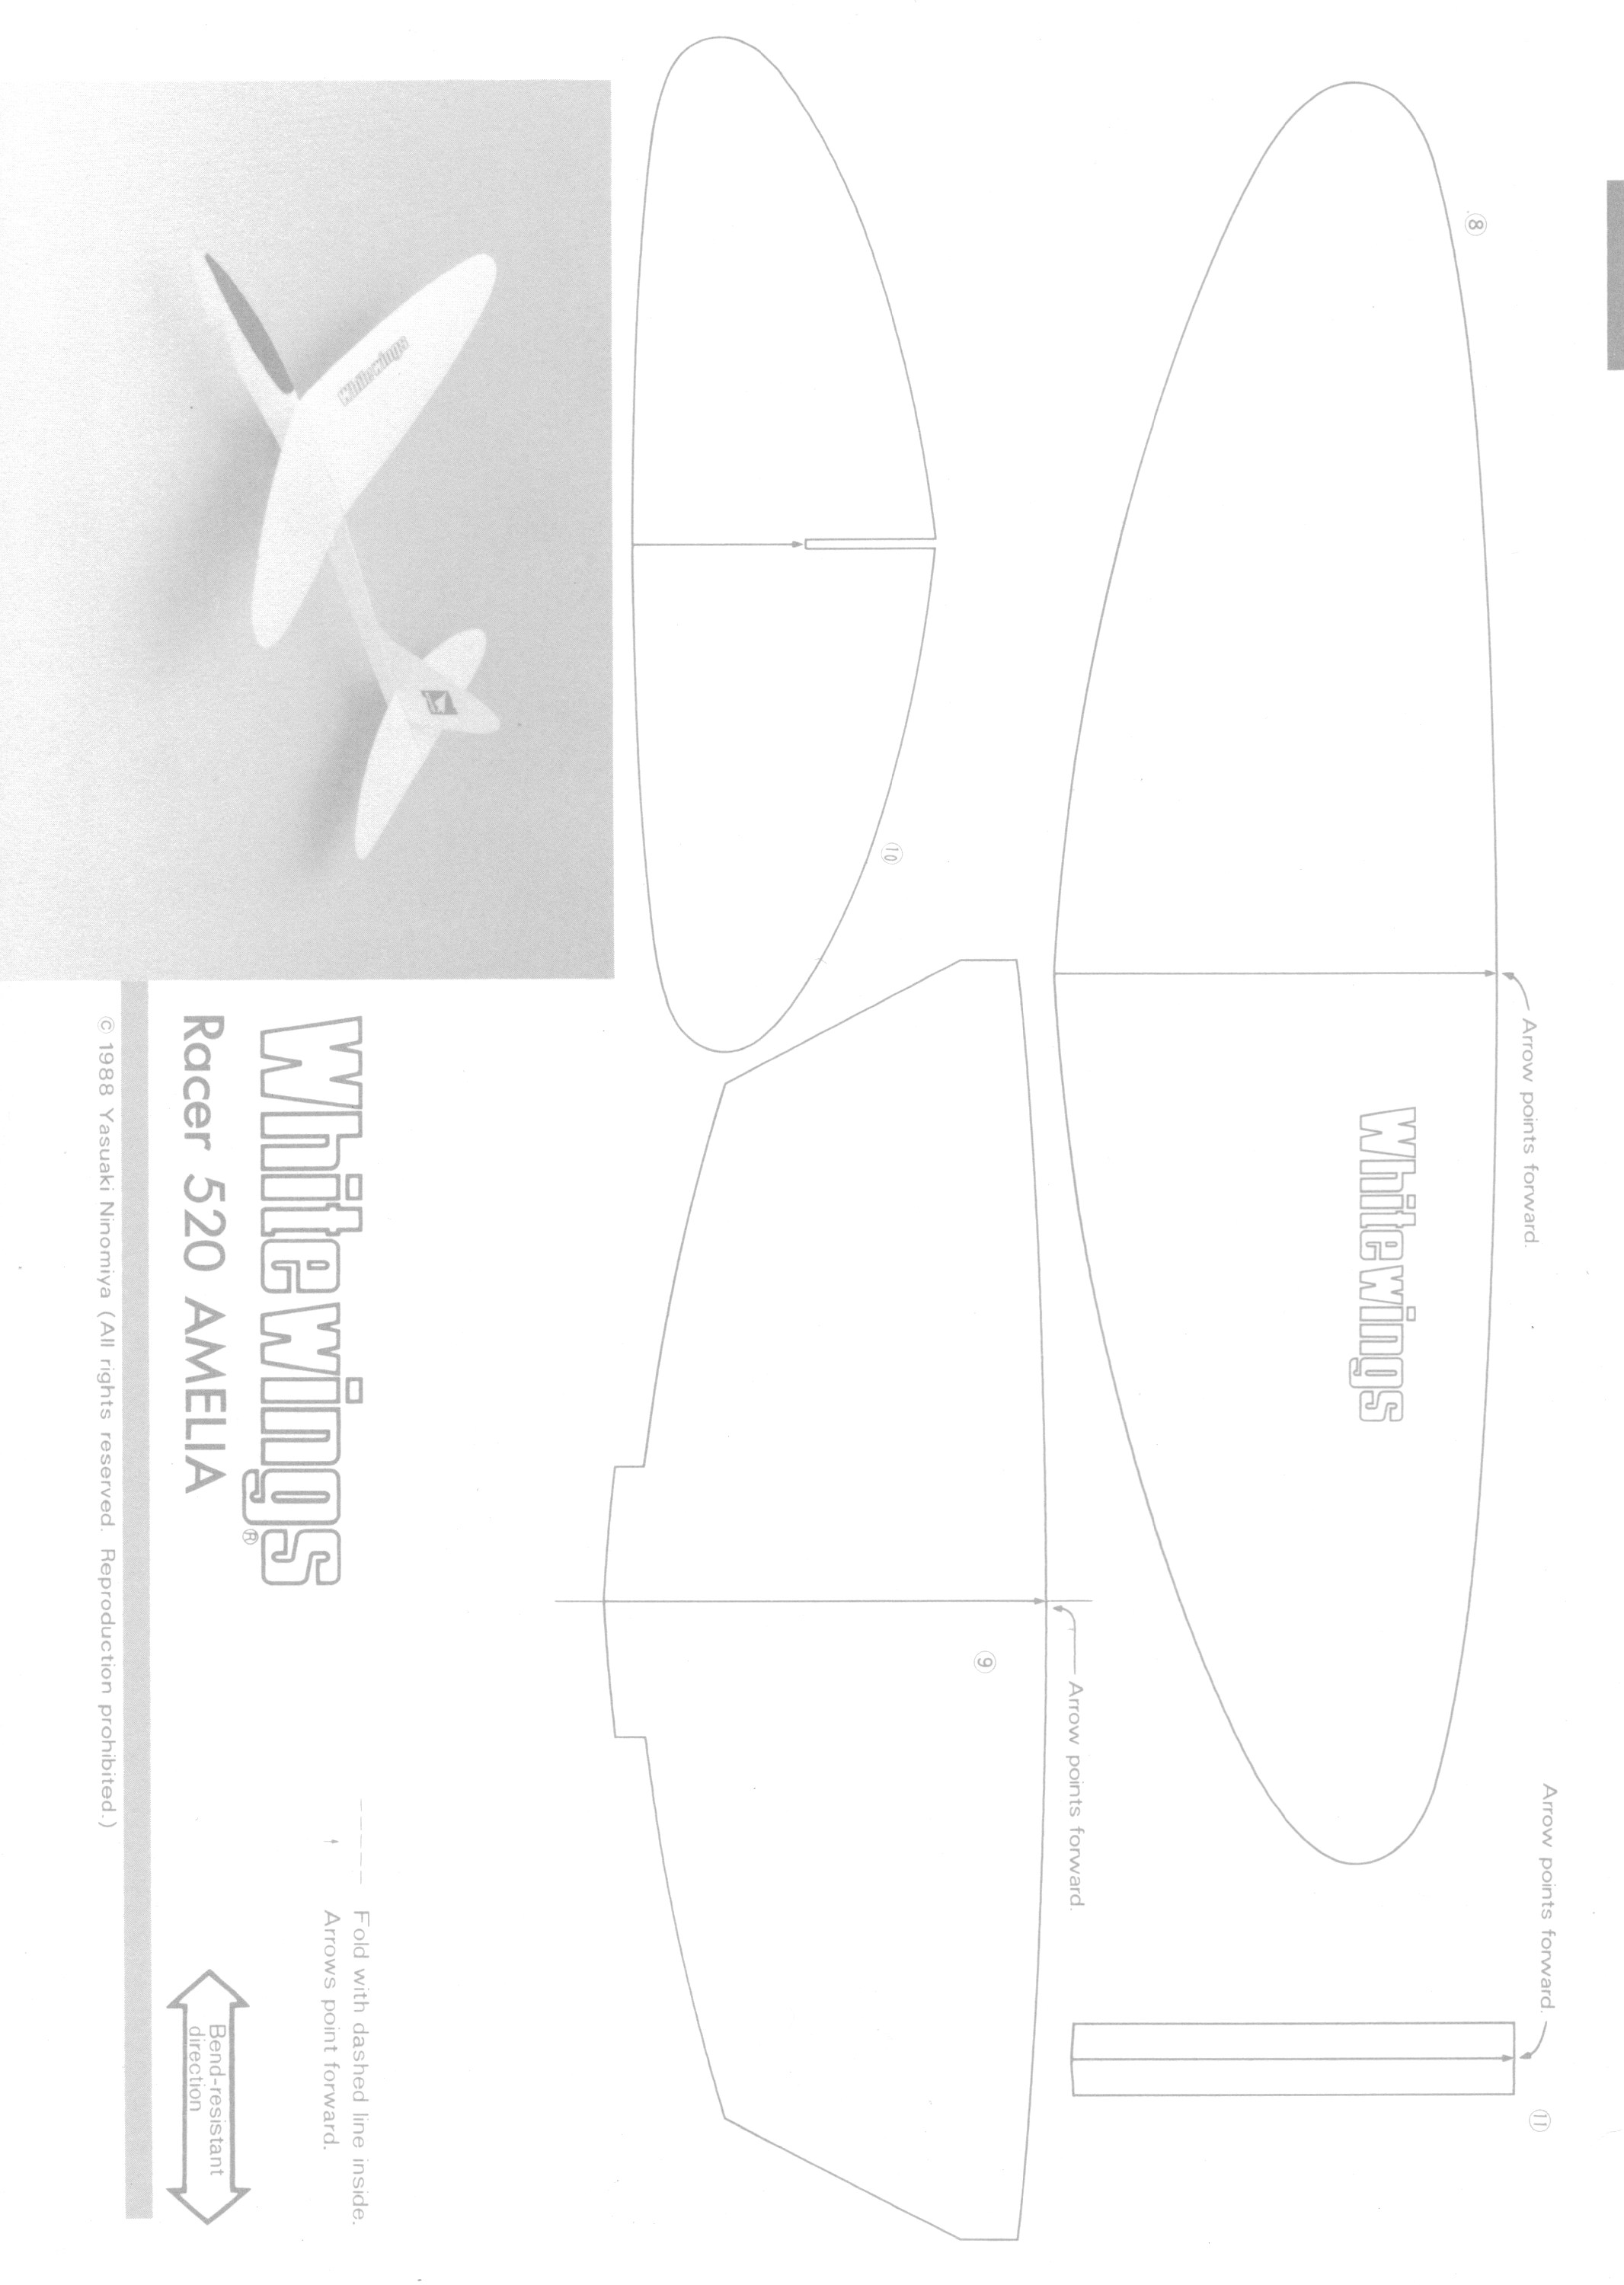 ⑧
Arrow points forward.
Whitewings
Arrow points forward.
⑪
⑩
⑨
Arrow points forward.
Whitewings
Whitewings®
Racer 520 AMELIA
© 1988 Yasuaki Ninomiya (All rights reserved. Reproduction prohibited.)
Fold with dashed line inside.
Arrows point forward.
Bend-resistant
direction